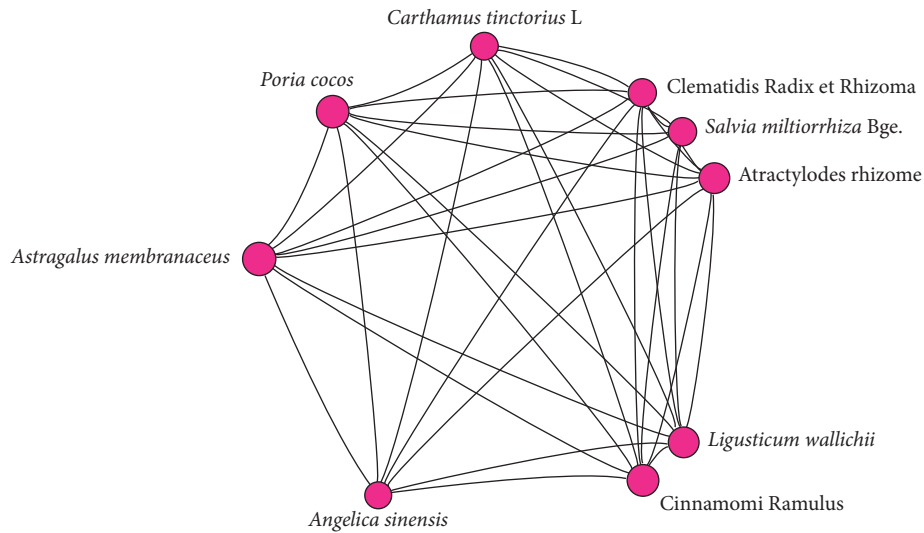 Carthamus tinctorius L
Poria cocos
Clematidis Radix et Rhizoma
Salvia miltiorrhiza Bge.
Atractylodes rhizome
Astragalus membranaceus
Ligusticum wallichii
Cinnamomi Ramulus
Angelica sinensis